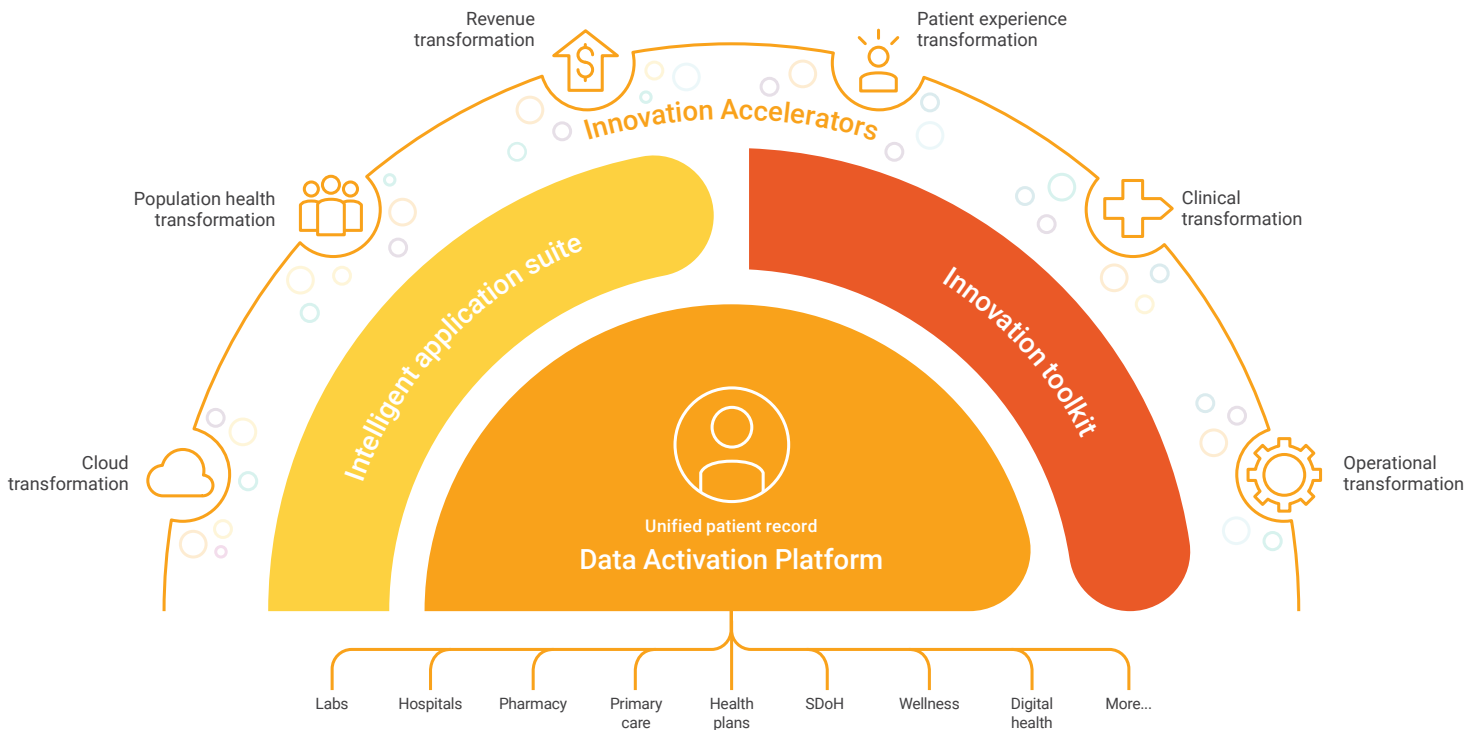 Revenue
transformation
Patient experience
transformation
Innovation Accelerators
Population health
transformation
Clinical
transformation
Intelligent application suite
Innovation toolkit
Cloud
transformation
Operational
transformation
$
Unified patient record
Data Activation Platform
Labs
Hospitals
Pharmacy
Primary
care
Health
plans
SDoH
Wellness
Digital
health
More...